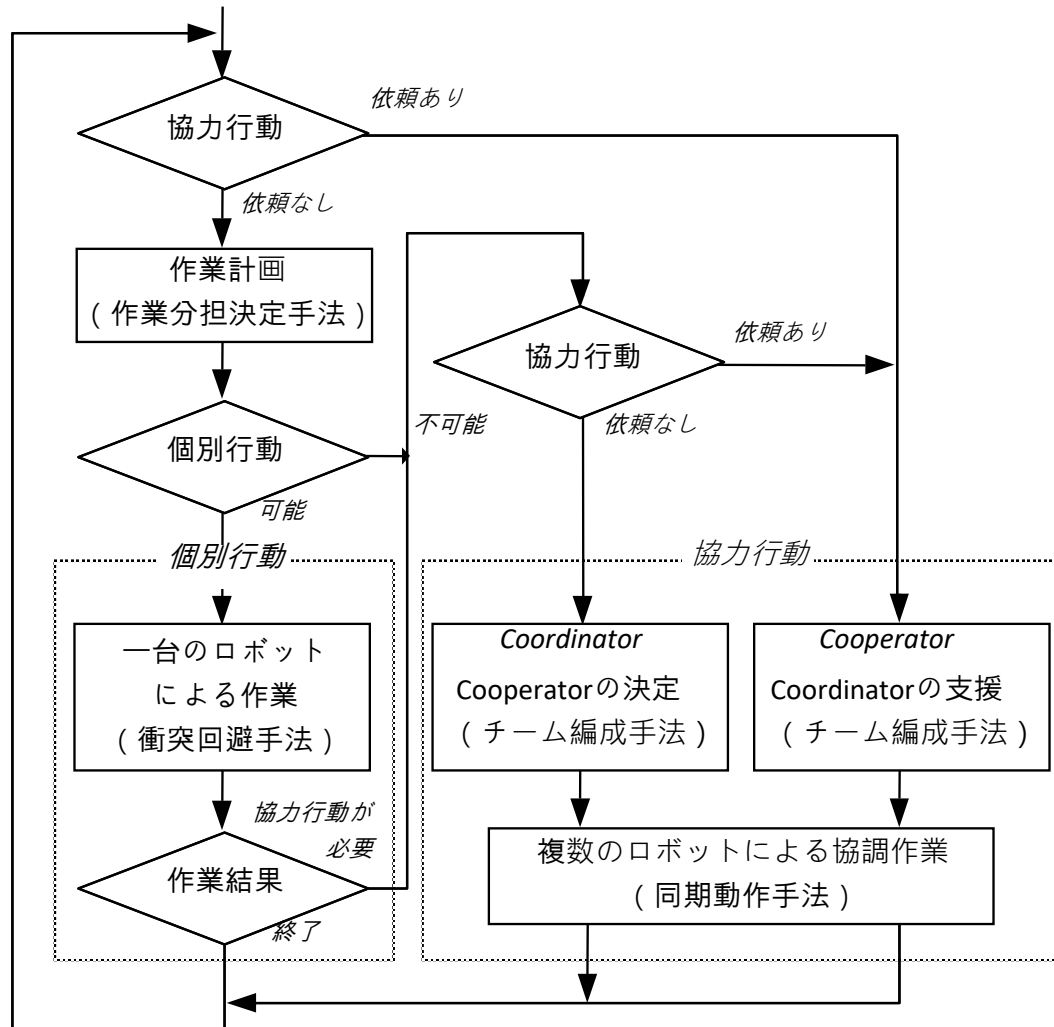 依頼あり
協力行動
依頼なし
作業計画
（作業分担決定手法）
依頼あり
協力行動
不可能
依頼なし
個別行動
可能
個別行動
一台のロボット
による作業
（衝突回避手法）
協力行動が
必要
作業結果
終了
協力行動
Coordinator
Cooperatorの決定
（チーム編成手法）
Cooperator
Coordinatorの支援
（チーム編成手法）
複数のロボットによる協調作業
（同期動作手法）